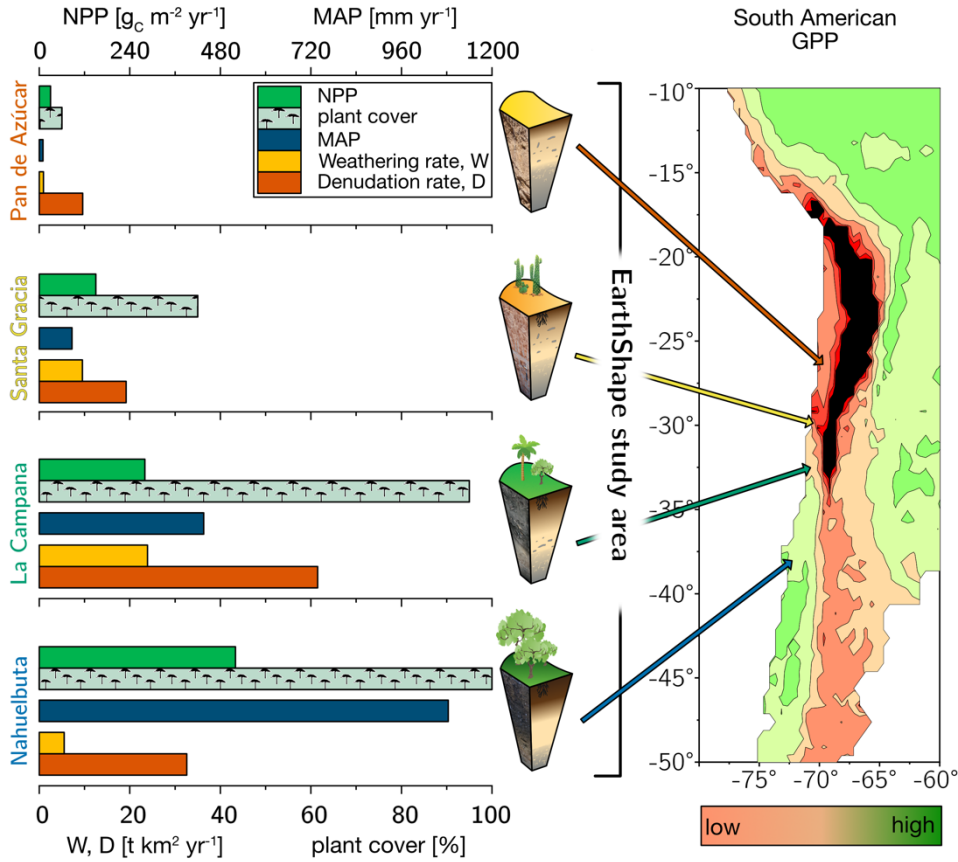 NPP [g_C m⁻² yr⁻¹]
MAP [mm yr⁻¹]
0 240 480 720 960 1200
Pan de Azúcar
NPP
plant cover
MAP
Weathering rate, W
Denudation rate, D
Santa Gracia
La Campana
Nahuelbuta
0 20 40 60 80 100
W, D [t km² yr⁻¹]
plant cover [%]
EarthShape study area
South American
GPP
-10°
-15°
-20°
-25°
-30°
-35°
-40°
-45°
-50°
-75° -70° -65° -60°
low
high